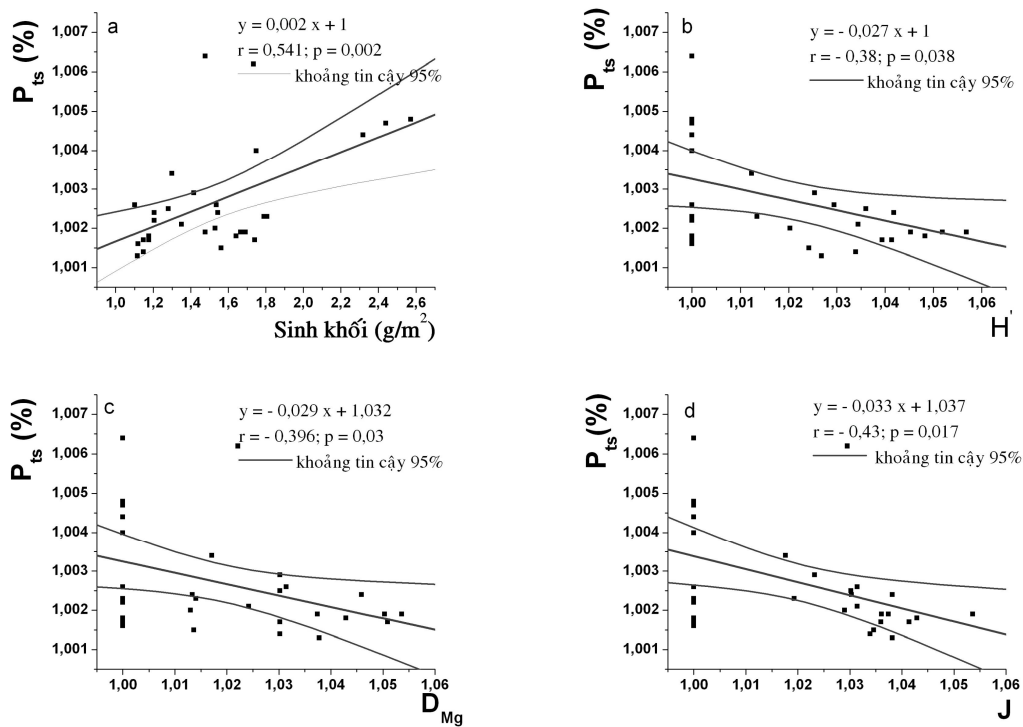 a
y = 0,002 x + 1
r = 0,541; p = 0,002
khoảng tin cậy 95%
Pts (%)
1,007
1,006
1,005
1,004
1,003
1,002
1,001
1,0 1,2 1,4 1,6 1,8 2,0 2,2 2,4 2,6
Sinh khối (g/m2)
b
y = - 0,027 x + 1
r = - 0,38; p = 0,038
khoảng tin cậy 95%
Pts (%)
1,007
1,006
1,005
1,004
1,003
1,002
1,001
1,00 1,01 1,02 1,03 1,04 1,05 1,06
H'
c
y = - 0,029 x + 1,032
r = - 0,396; p = 0,03
khoảng tin cậy 95%
Pts (%)
1,007
1,006
1,005
1,004
1,003
1,002
1,001
1,00 1,01 1,02 1,03 1,04 1,05 1,06
DMg
d
y = - 0,033 x + 1,037
r = - 0,43; p = 0,017
khoảng tin cậy 95%
Pts (%)
1,007
1,006
1,005
1,004
1,003
1,002
1,001
1,00 1,01 1,02 1,03 1,04 1,05 1,06
J